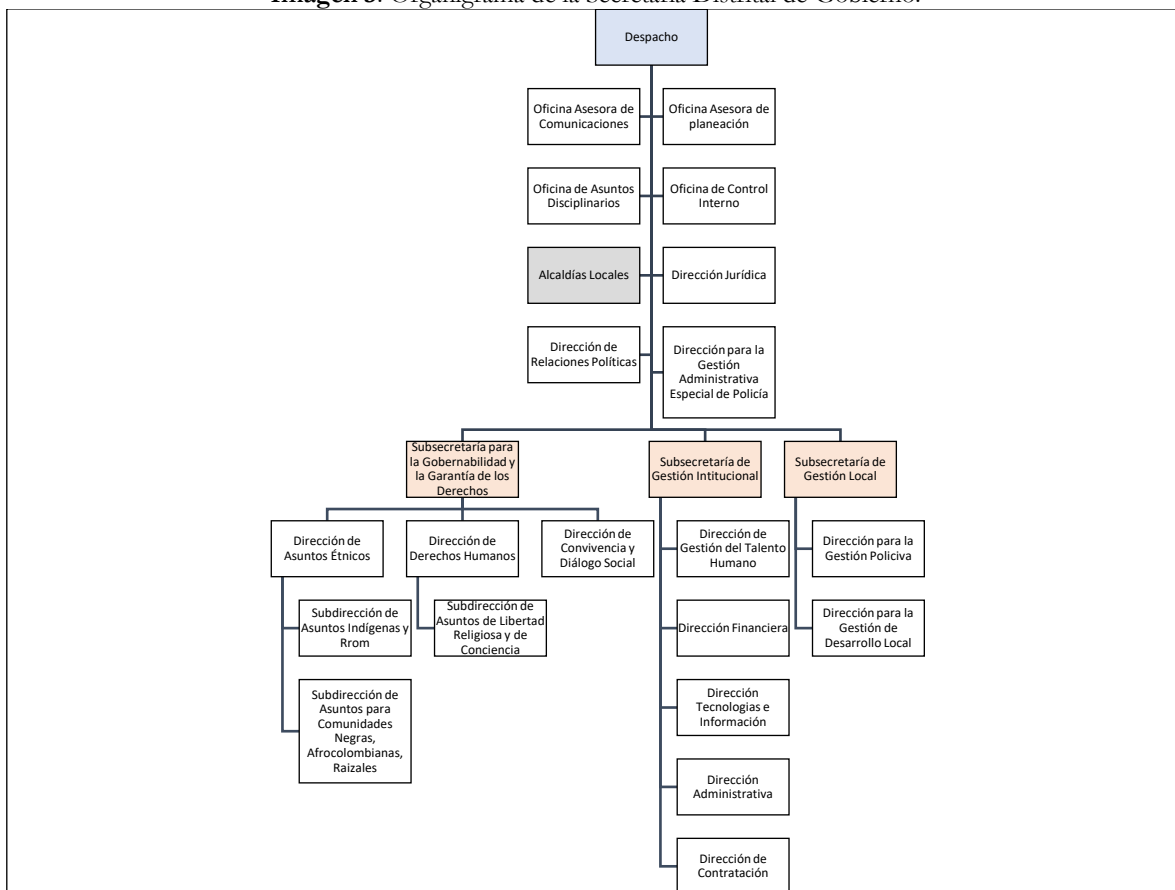 Imagen 3. Organigrama de la Secretaría Distrital de Gobierno.
Despacho
Oficina Asesora de
Comunicaciones
Oficina Asesora de
planeación
Oficina de Asuntos
Disciplinarios
Oficina de Control
Interno
Alcaldías Locales
Dirección Jurídica
Dirección de
Relaciones Políticas
Dirección para la
Gestión
Administrativa
Especial de Policía
Subsecretaría para
la Gobernabilidad y
la Garantía de los
Derechos
Subsecretaría de
Gestión Intitucional
Subsecretaría de
Gestión Local
Dirección de
Asuntos Étnicos
Dirección de
Derechos Humanos
Dirección de
Convivencia y
Diálogo Social
Dirección de
Gestión del Talento
Humano
Dirección para la
Gestión Policiva
Subdirección de
Asuntos Indígenas y
Rrom
Subdirección de
Asuntos de Libertad
Religiosa y de
Conciencia
Dirección Financiera
Dirección para la
Gestión de
Desarrollo Local
Subdirección de
Asuntos para
Comunidades
Negras,
Afrocolombianas,
Raizales
Dirección
Tecnologias e
Información
Dirección
Administrativa
Dirección de
Contratación